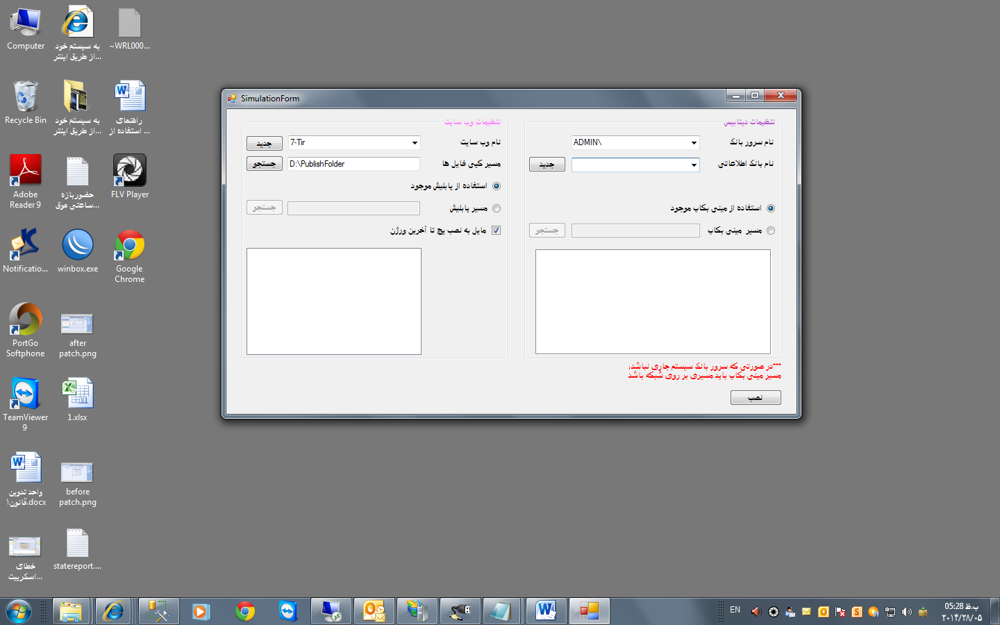 Computer
به سیستم خود
از طریق اینتر...
~WRL000...
Recycle Bin
به سیستم خود
از طریق اینتر...
راهنمای
استفاده از ...
Adobe
Reader 9
حضوربازه
ساعتی موق...
FLV Player
Notificatio...
winbox.exe
Google
Chrome
PortGo
Softphone
after
patch.png
TeamViewer
9
1.xlsx
واحد تدوین
قانون۱.docx
before
patch.png
خطای
اسکریپت...
statereport....
SimulationForm
تنظیمات دیتابیس
نام سرور بانک
ADMIN\
نام بانک اطلاعاتی
جدید
استفاده از مینی بکاپ موجود
مسیر مینی بکاپ
جستجو
تنظیمات وب سایت
نام وب سایت
7-Tir
جدید
مسیر کپی فایل ها
D:\PublishFolder
جستجو
استفاده از پابلیش موجود
مسیر پابلیش
جستجو
مایل به نصب پچ تا آخرین ورژن
***در صورتی که سرور بانک سیستم جاری نباشد،
مسیر مینی بکاپ باید مسیری بر روی شبکه باشد
نصب
EN
05:28 ب.ظ
۲۰۱۴/۲۸/۰۵